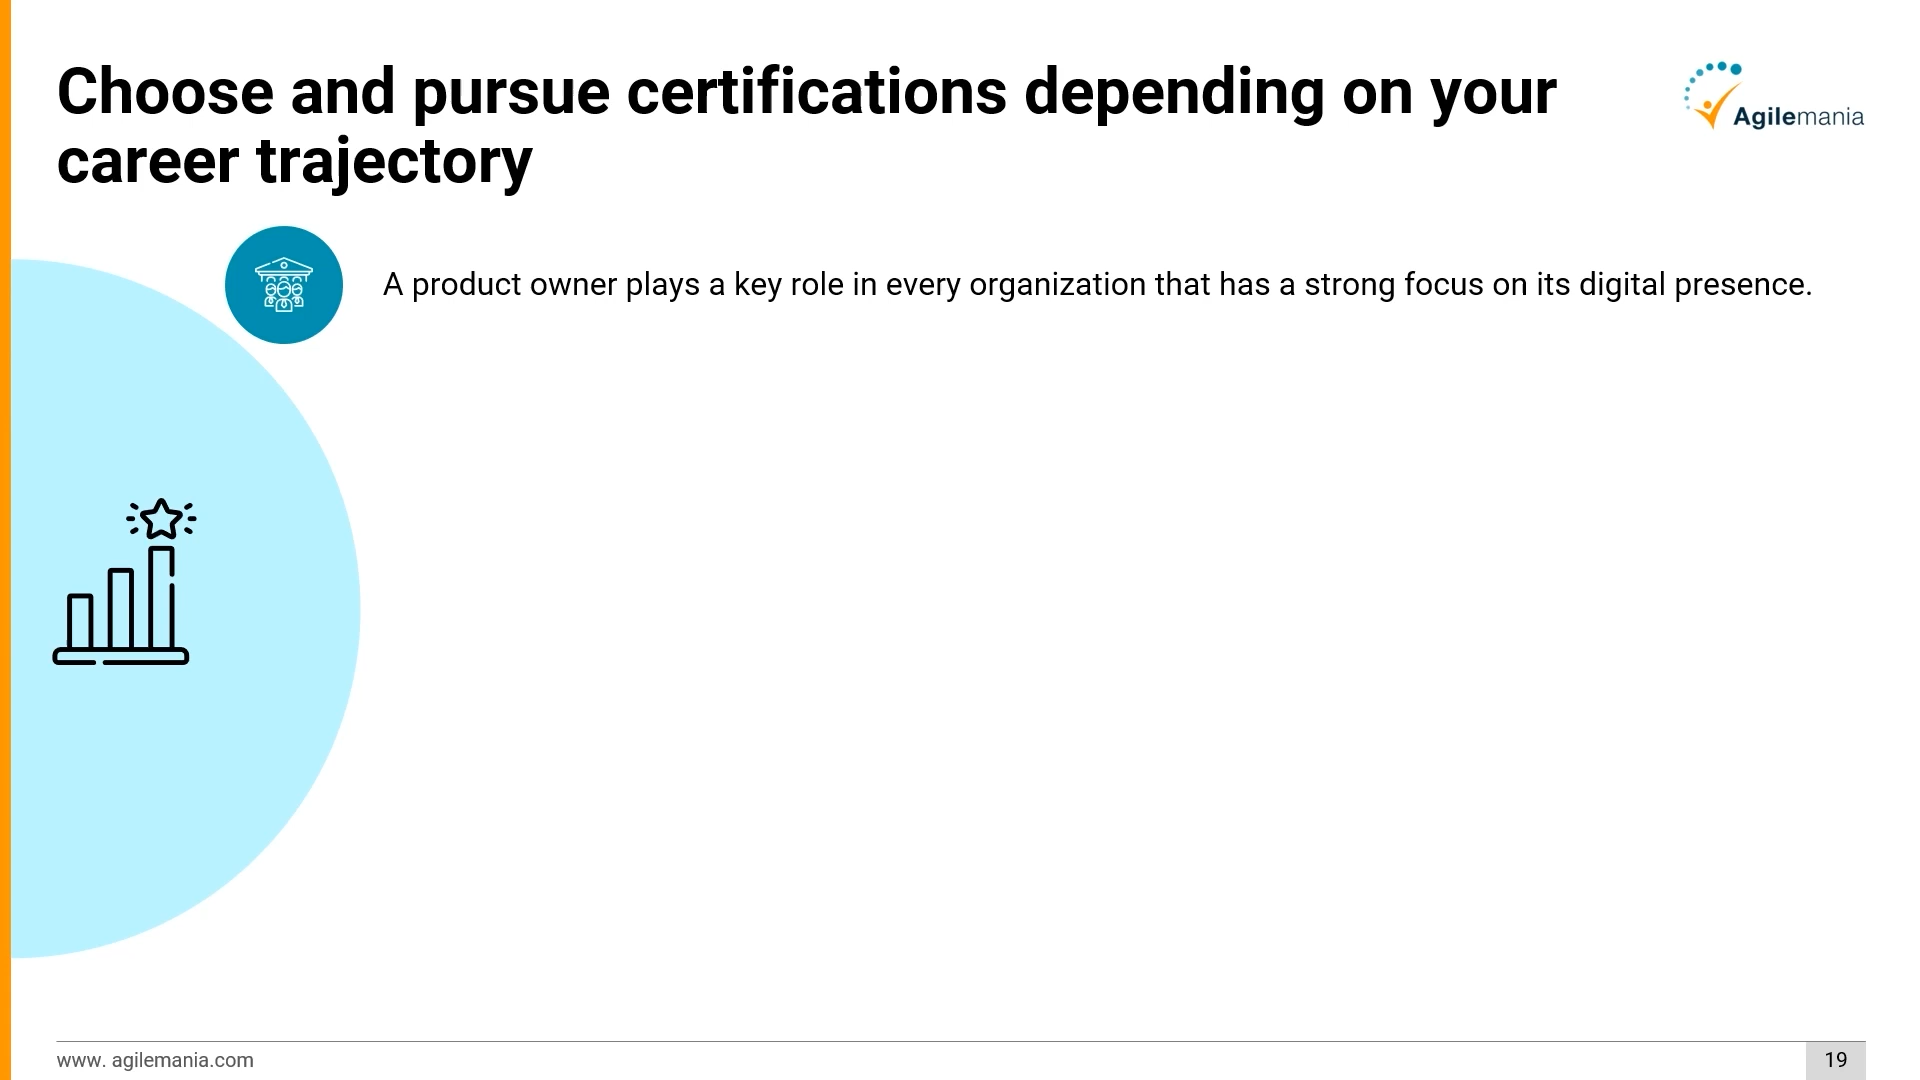 Choose and pursue certifications depending on your
career trajectory
Agilemania
A product owner plays a key role in every organization that has a strong focus on its digital presence.
www. agilemania.com
19